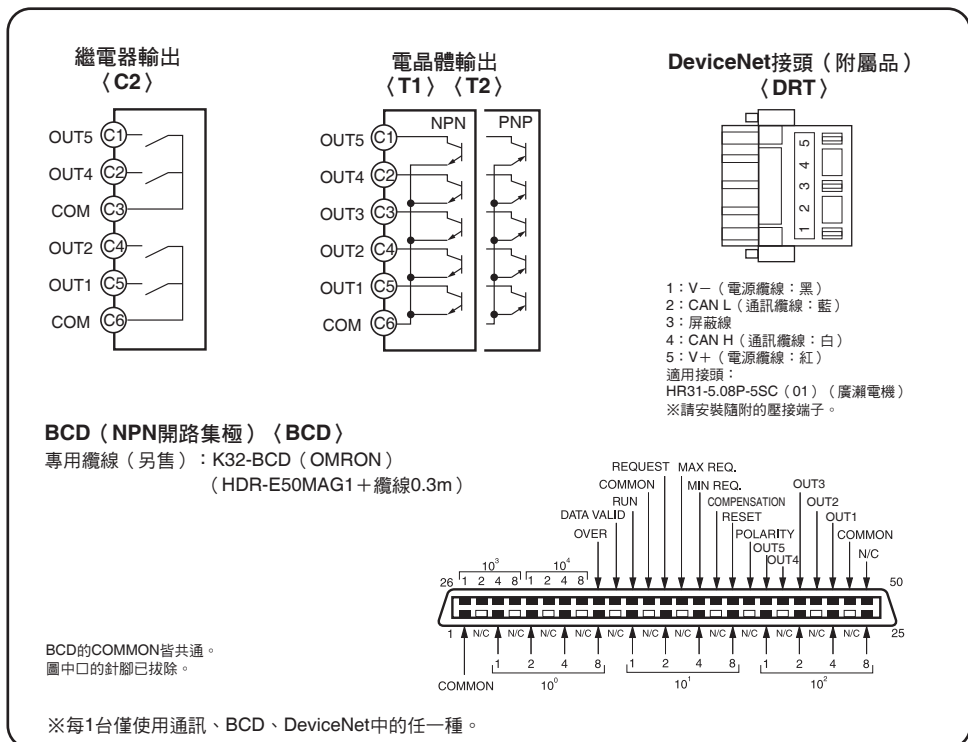 繼電器輸出
〈C2〉
OUT5 C1
OUT4 C2
COM C3
OUT2 C4
OUT1 C5
COM C6
電晶體輸出
〈T1〉〈T2〉
NPN PNP
OUT5 C1
OUT4 C2
OUT3 C3
OUT2 C4
OUT1 C5
COM C6
DeviceNet接頭（附屬品）
〈DRT〉
5
4
3
2
1
1：V－（電源纜線：黑）
2：CAN L（通訊纜線：藍）
3：屏蔽線
4：CAN H（通訊纜線：白）
5：V+（電源纜線：紅）
適用接頭：
HR31-5.08P-5SC（01）（廣瀨電機）
※請安裝隨附的壓接端子。
BCD（NPN開路集極）〈BCD〉
專用纜線（另售）：K32-BCD（OMRON）
（HDR-E50MAG1＋纜線0.3m）
REQUEST MAX REQ.
COMMON MIN REQ. OUT3
RUN COMPENSATION OUT2
DATA VALID RESET OUT1
OVER POLARITY COMMON
OUT5
OUT4 N/C
10³ 10⁴
26 1 2 4 8 1 2 4 8 50
1 N/C N/C N/C N/C N/C N/C N/C N/C N/C N/C N/C N/C 25
1 2 4 8 1 2 4 8 1 2 4 8
COMMON 10⁰ 10¹ 10²
BCD的COMMON皆共通。
圖中口的針腳已拔除。
※每1台僅使用通訊、BCD、DeviceNet中的任一種。